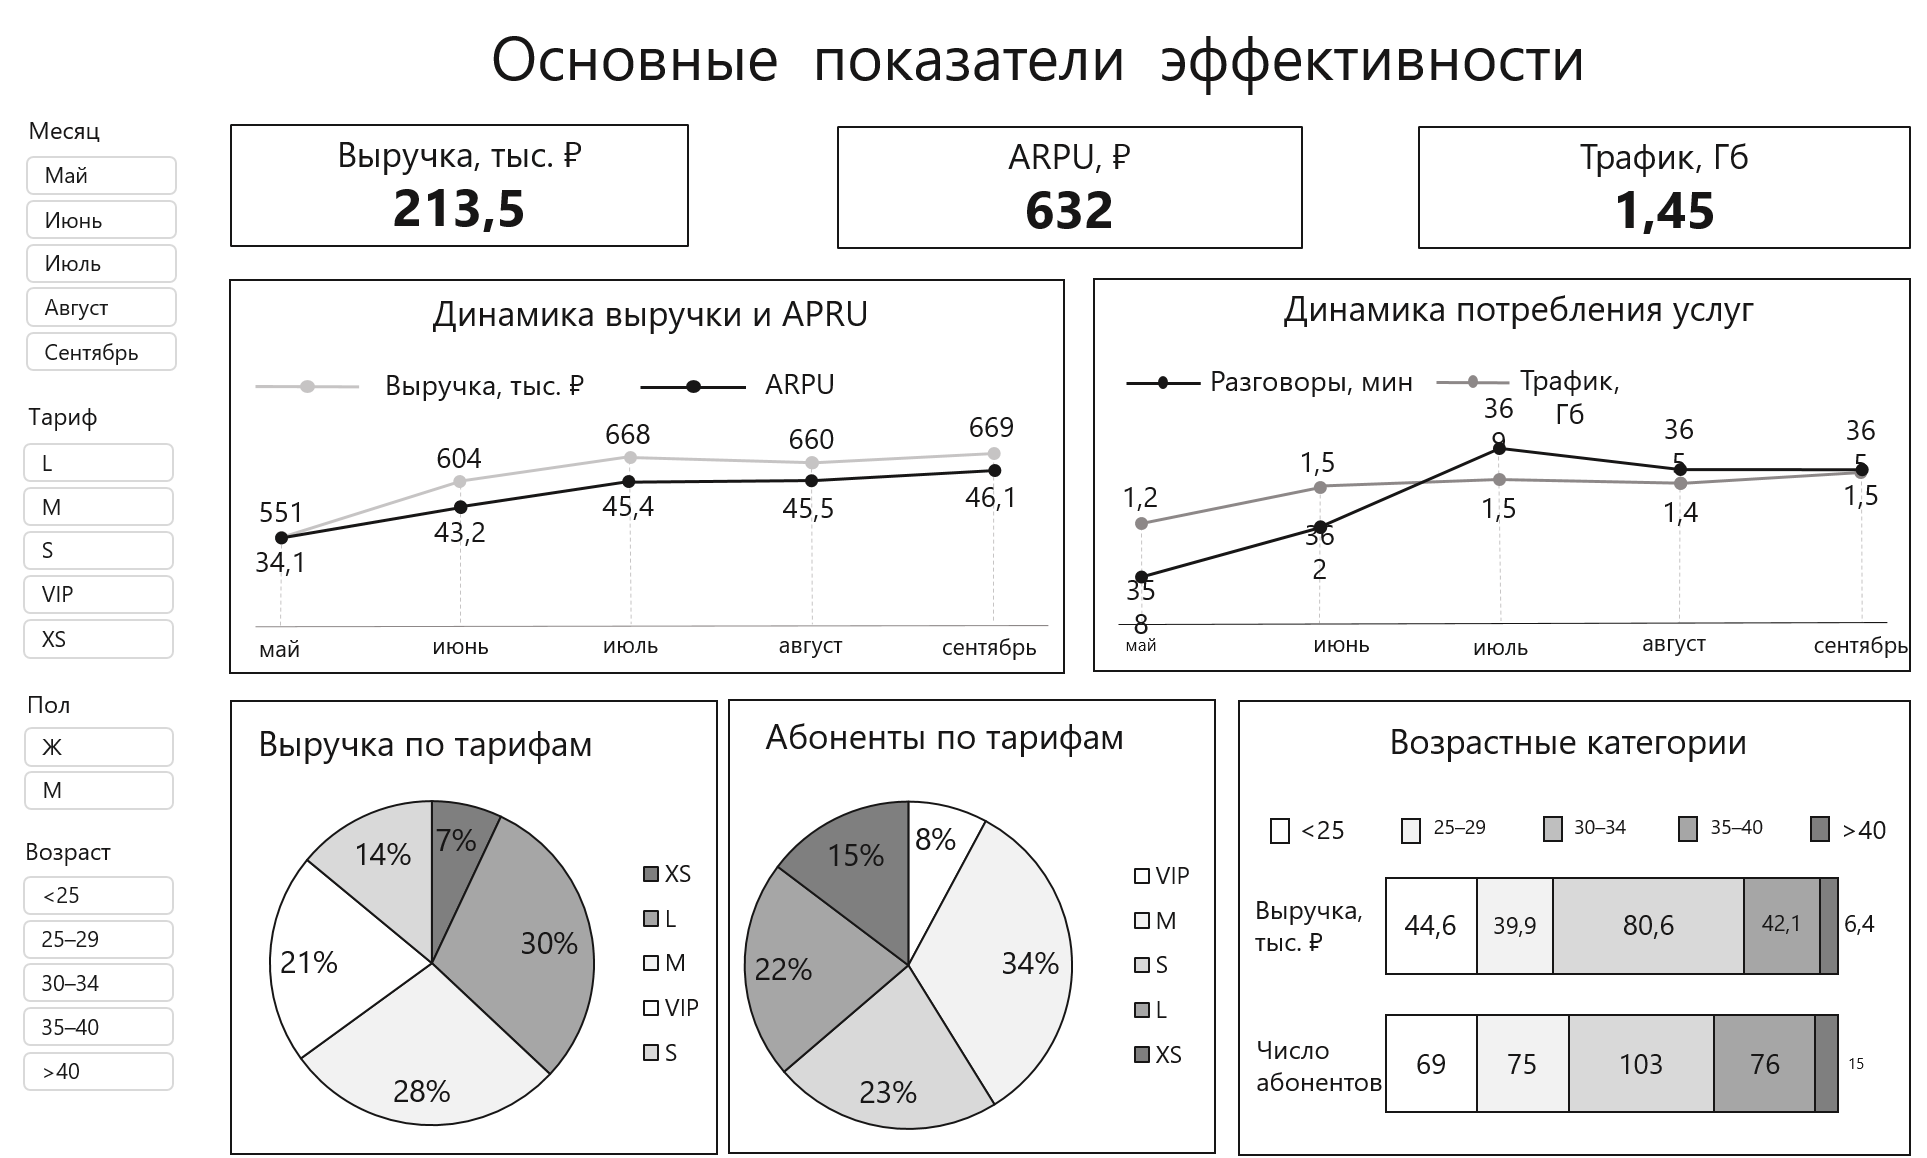 Основные показатели эффективности
Месяц
Май
Июнь
Июль
Август
Сентябрь
Тариф
L
M
S
VIP
XS
Пол
Ж
М
Возраст
<25
25–29
30–34
35–40
>40
Выручка, тыс. ₽
213,5
ARPU, ₽
632
Трафик, Гб
1,45
Динамика выручки и APRU
Выручка, тыс. ₽
ARPU
551
604
668
660
669
34,1
43,2
45,4
45,5
46,1
май
июнь
июль
август
сентябрь
Динамика потребления услуг
Разговоры, мин
Трафик,
Гб
1,2
1,5
36
9
36
5
36
5
35
8
36
2
1,5
1,4
1,5
май
июнь
июль
август
сентябрь
Выручка по тарифам
14%
7%
21%
30%
28%
XS
L
M
VIP
S
Абоненты по тарифам
15%
8%
22%
34%
23%
VIP
M
S
L
XS
Возрастные категории
<25
25–29
30–34
35–40
>40
Выручка,
тыс. ₽
44,6
39,9
80,6
42,1
6,4
Число
абонентов
69
75
103
76
15